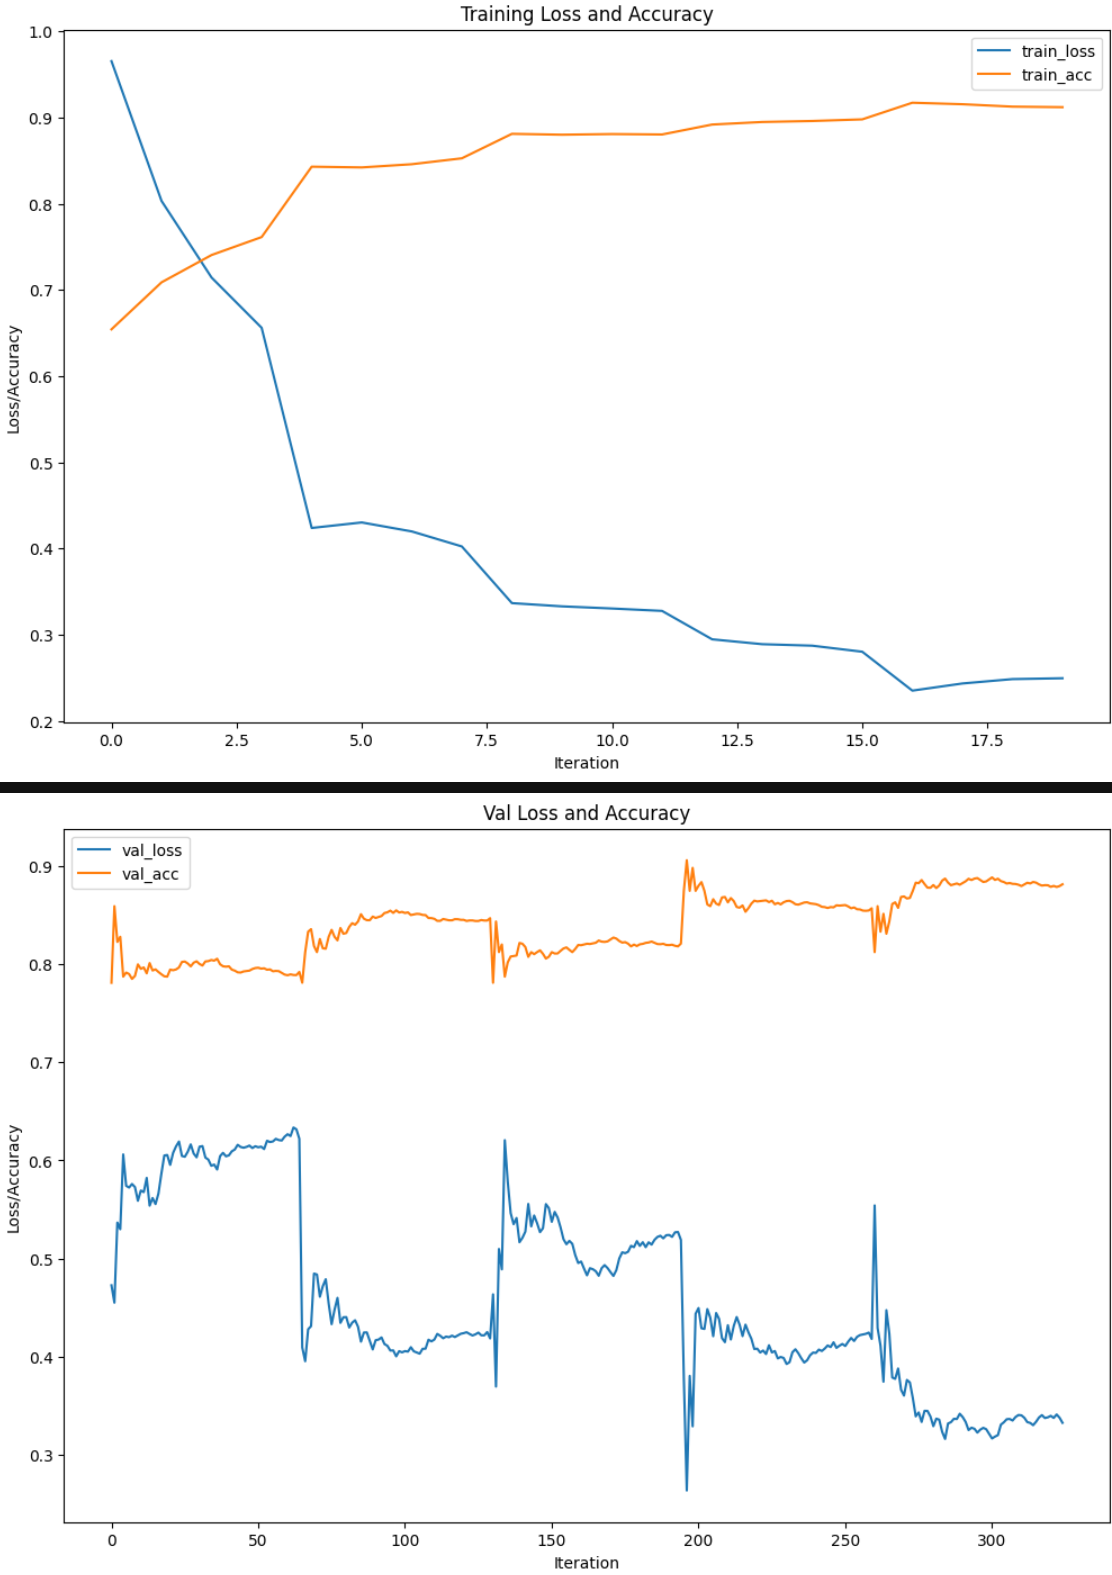 Training Loss and Accuracy
train_loss
train_acc
1.0
0.9
0.8
0.7
0.6
0.5
0.4
0.3
0.2
Loss/Accuracy
0.0 2.5 5.0 7.5 10.0 12.5 15.0 17.5
Iteration
Val Loss and Accuracy
val_loss
val_acc
0.9
0.8
0.7
0.6
0.5
0.4
0.3
Loss/Accuracy
0 50 100 150 200 250 300
Iteration